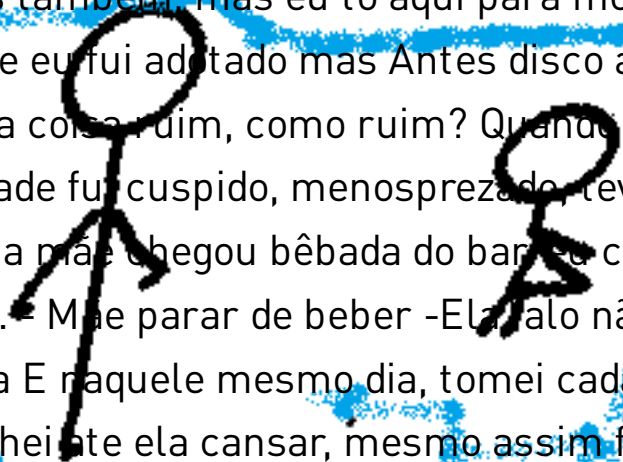 s também, mas eu tô aqui para mo
e eu fui adotado mas Antes disco a
a coisa ruim, como ruim? Quando
ade fui cuspido, menosprezado, tev
a mãe chegou bêbada do bar eu c
. - Mãe parar de beber -Ela falo nã
a E naquele mesmo dia, tomei cad
hei ate ela cansar, mesmo assim f